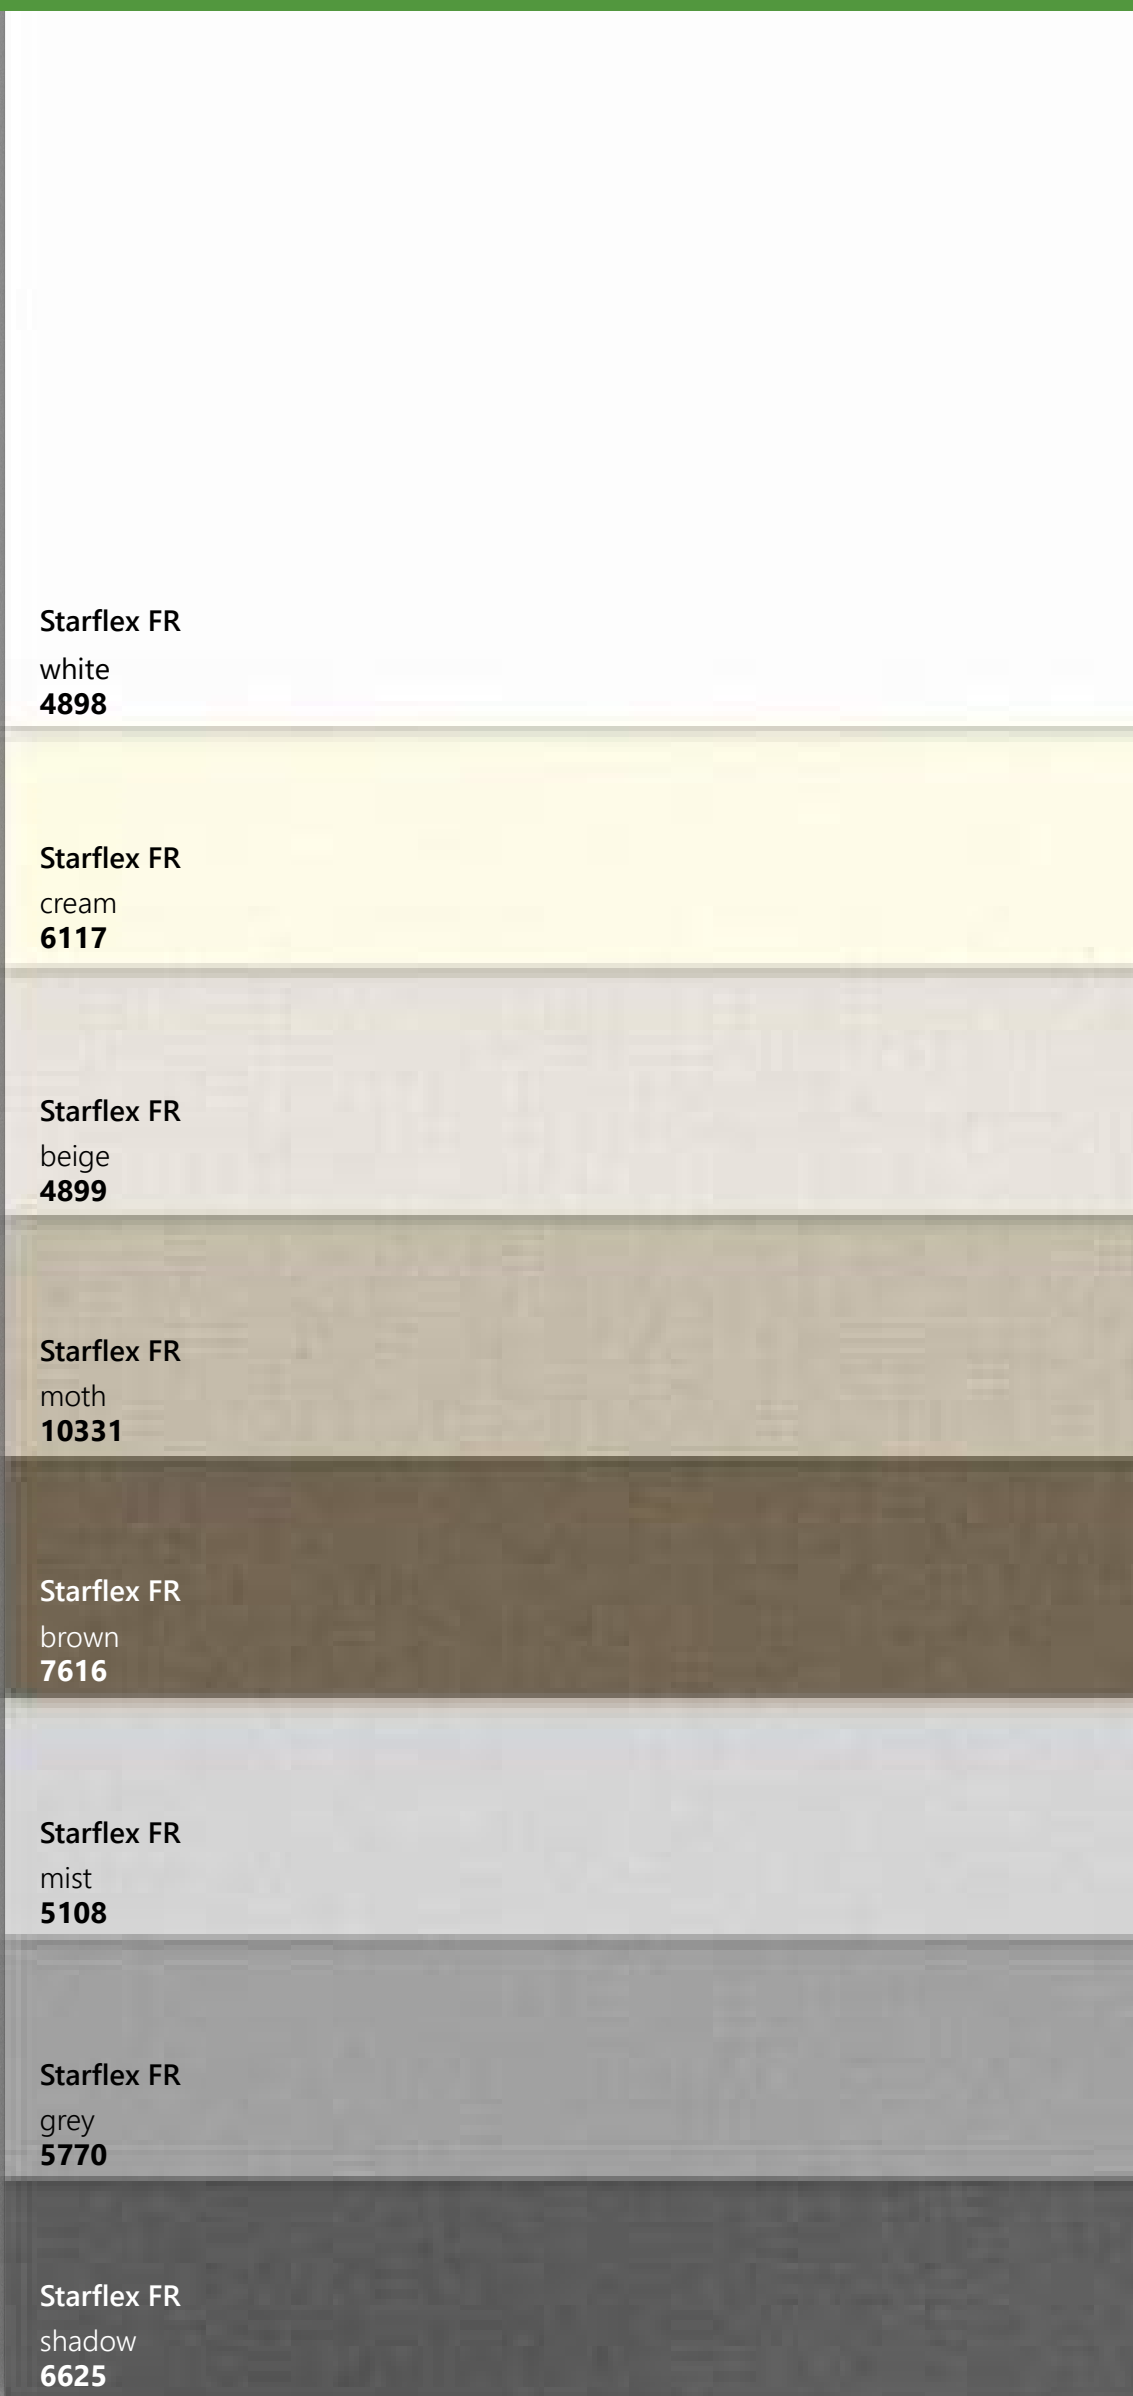 Starflex FR
white
4898
Starflex FR
cream
6117
Starflex FR
beige
4899
Starflex FR
moth
10331
Starflex FR
brown
7616
Starflex FR
mist
5108
Starflex FR
grey
5770
Starflex FR
shadow
6625